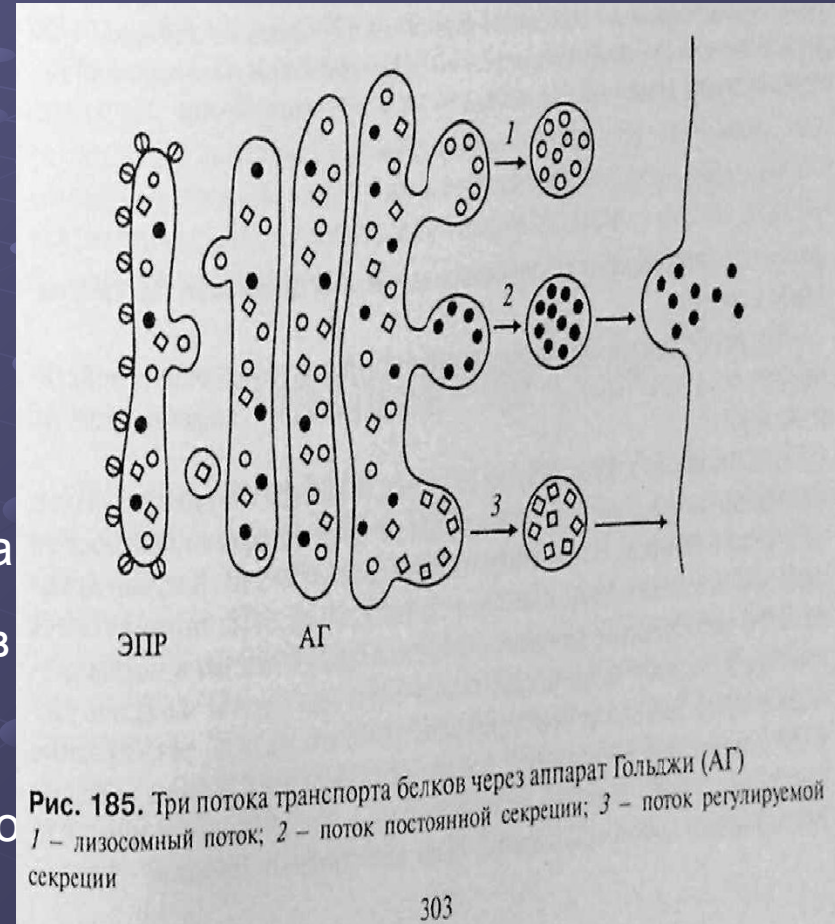 1
2
3
ЭПР
АГ
а
в
о
Рис. 185. Три потока транспорта белков через аппарат Гольджи (АГ)
1 – лизосомный поток; 2 – поток постоянной секреции; 3 – поток регулируемой
секреции
303